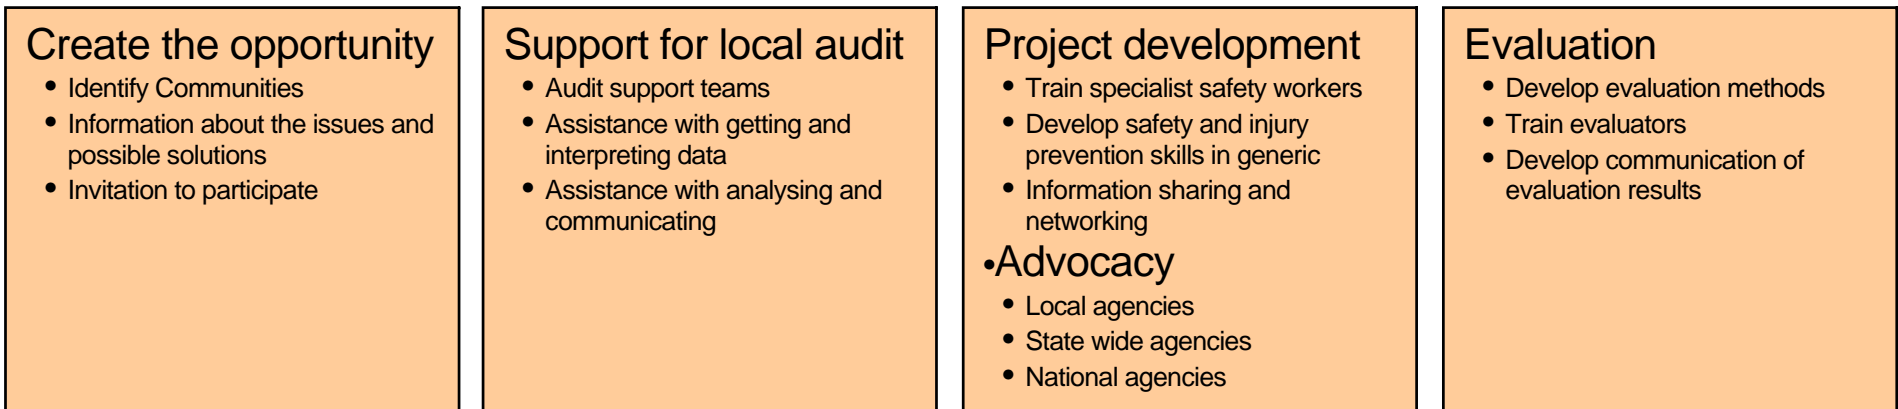 Create the opportunity
• Identify Communities
• Information about the issues and
possible solutions
• Invitation to participate
Support for local audit
• Audit support teams
• Assistance with getting and
interpreting data
• Assistance with analysing and
communicating
Project development
• Train specialist safety workers
• Develop safety and injury
prevention skills in generic
• Information sharing and
networking
•Advocacy
• Local agencies
• State wide agencies
• National agencies
Evaluation
• Develop evaluation methods
• Train evaluators
• Develop communication of
evaluation results